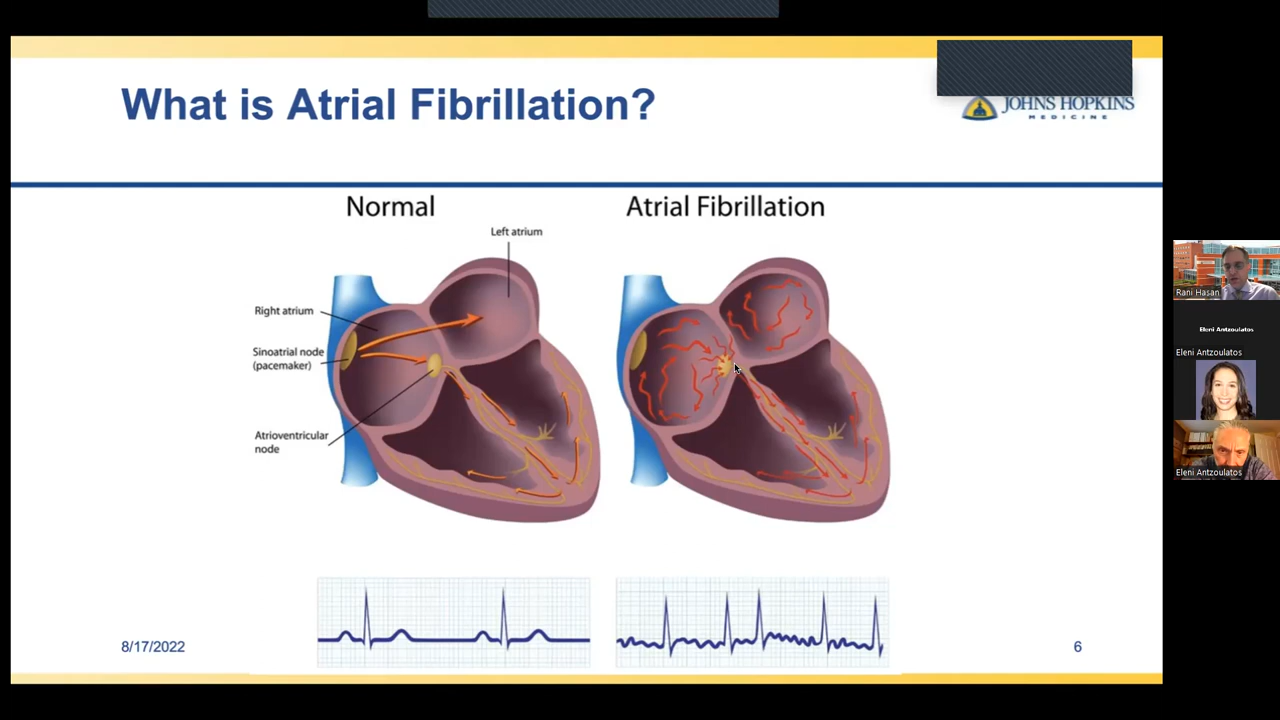 What is Atrial Fibrillation?
JOHNS HOPKINS
MEDICINE
Normal
Atrial Fibrillation
Left atrium
Right atrium
Sinoatrial node
(pacemaker)
Atrioventricular
node
8/17/2022
6
Rani Hasan
Eleni Antzoulatos
Eleni Antzoulatos
Eleni Antzoulatos